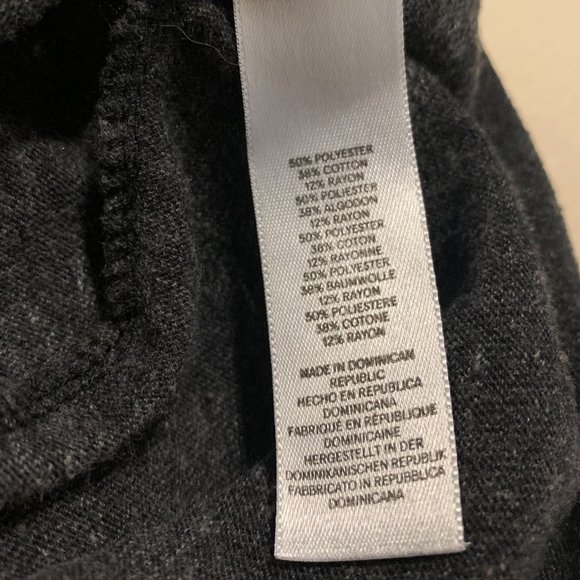 50% POLYESTER
38% COTTON
12% RAYON
50% POLIESTER
38% ALGODON
12% RAYON
50% POLYESTER
38% COTON
12% RAYONNE
50% POLYESTER
38% BAUMWOLLE
12% RAYON
50% POLIESTERE
38% COTONE
12% RAYON
MADE IN DOMINICAN
REPUBLIC
HECHO EN REPUBLICA
DOMINICANA
FABRIQUÉ EN RÉPUBLIQUE
DOMINICAINE
HERGESTELLT IN DER
DOMINIKANISCHEN REPUBLIK
FABBRICATO IN REPUBBLICA
DOMINICANA